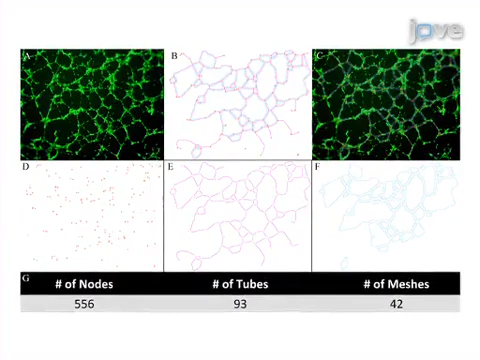 jove
A B C
D E F
G
# of Nodes # of Tubes # of Meshes
556 93 42